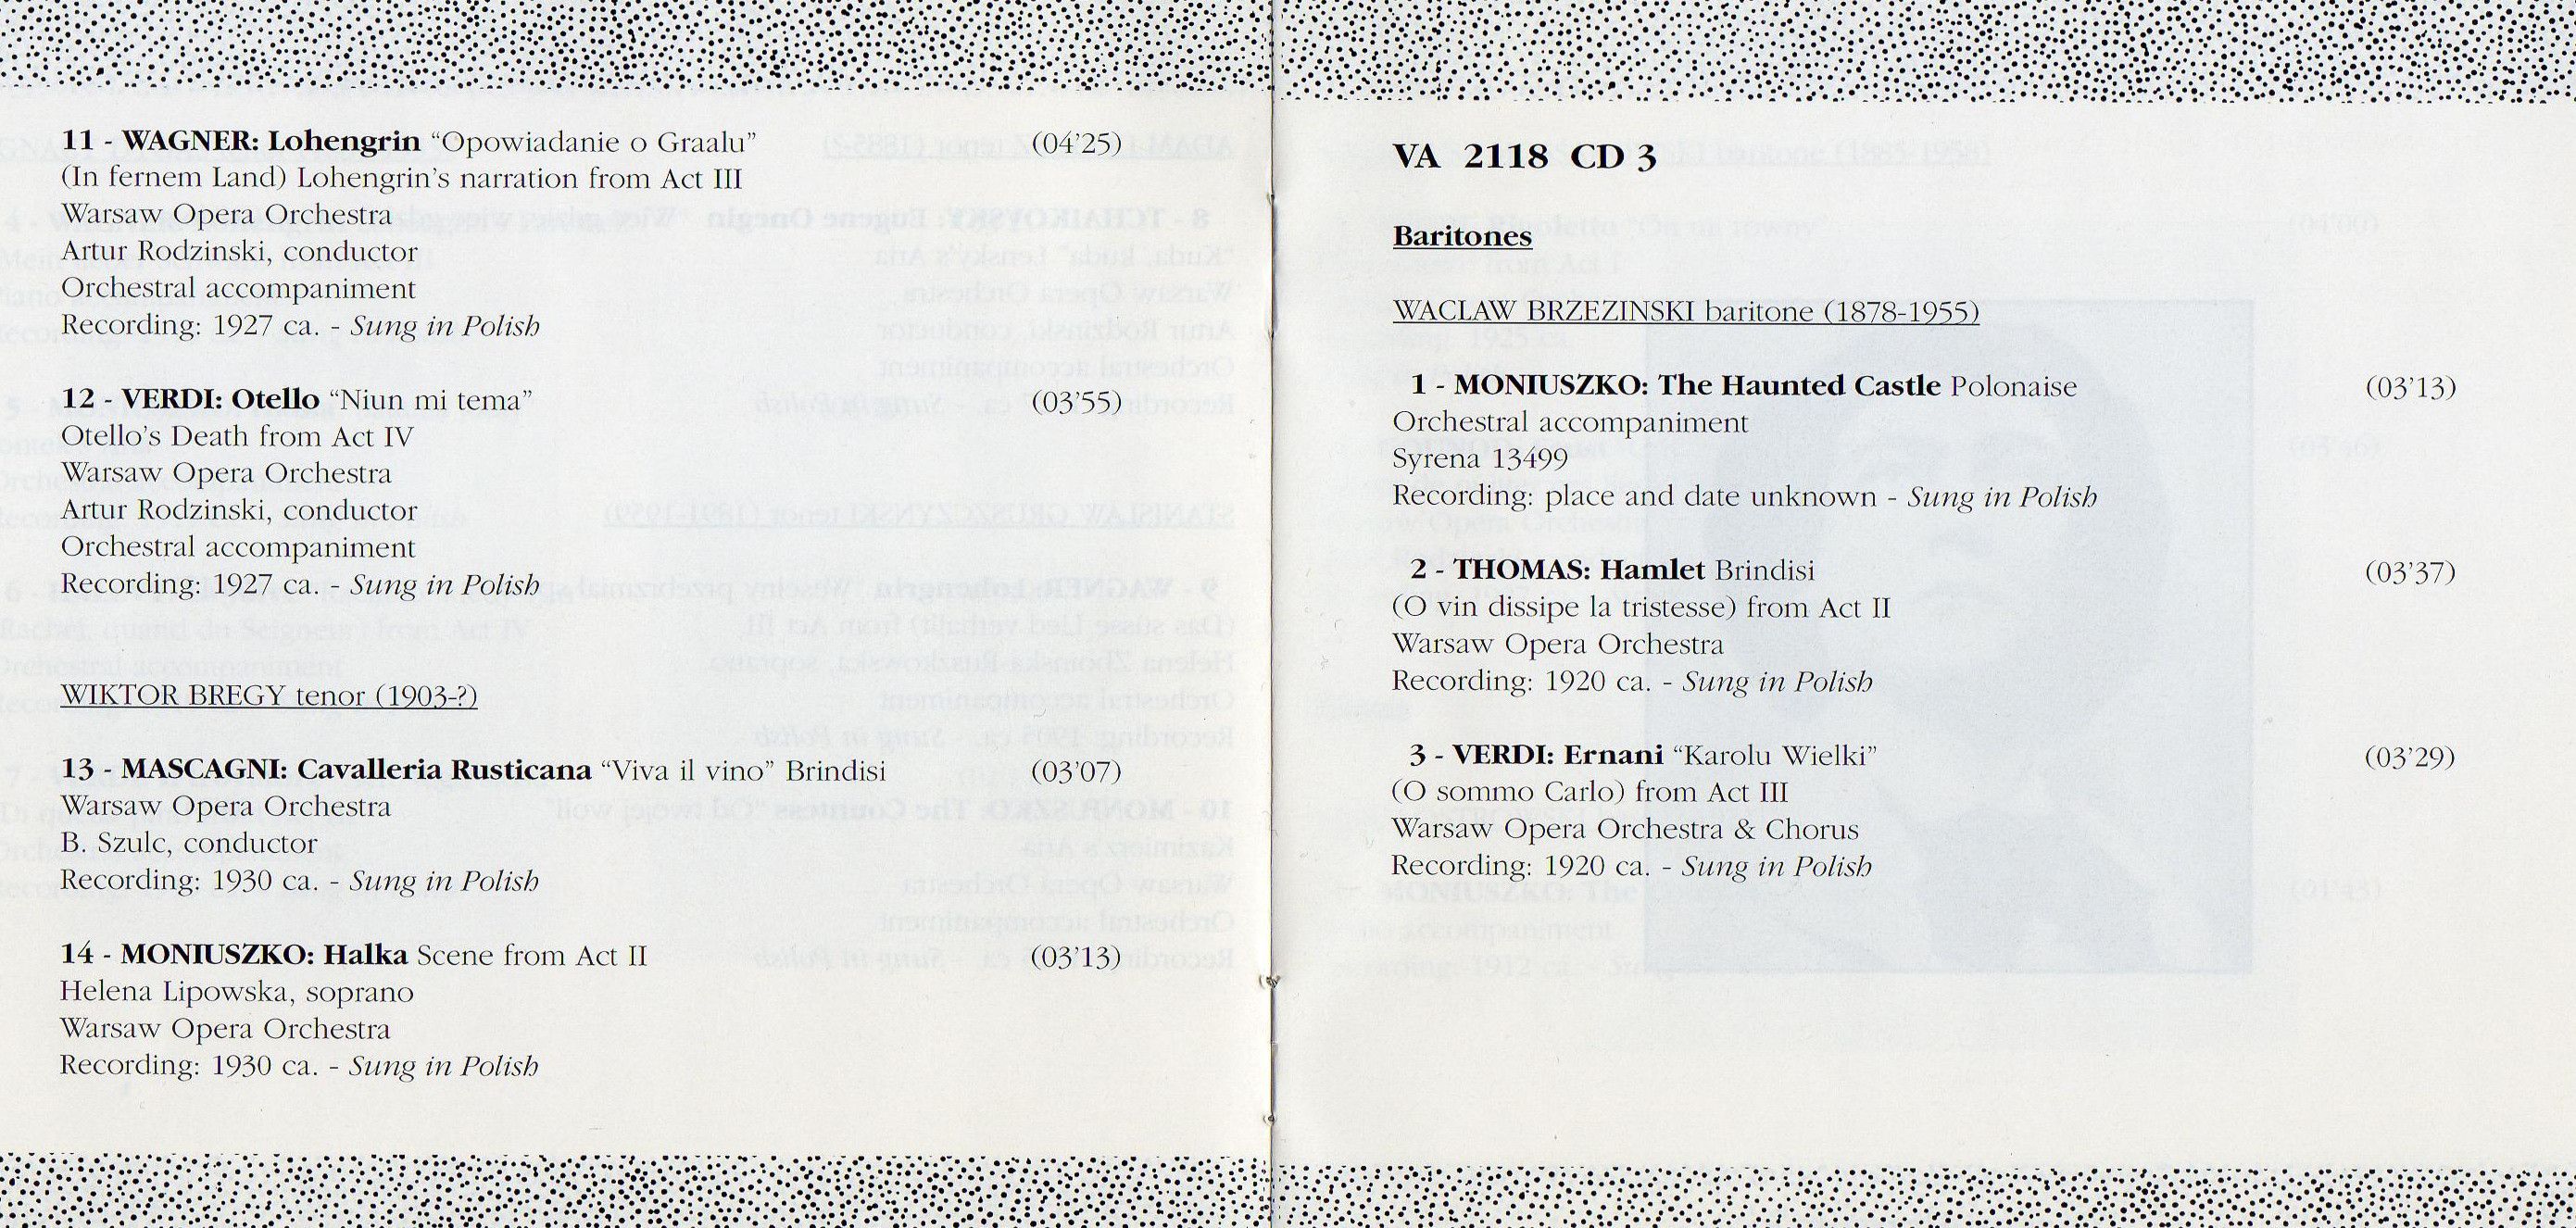 11 - WAGNER: Lohengrin “Opowiadanie o Graalu” (04’25)
(In fernem Land) Lohengrin’s narration from Act III
Warsaw Opera Orchestra
Artur Rodzinski, conductor
Orchestral accompaniment
Recording: 1927 ca. - Sung in Polish
12 - VERDI: Otello “Niun mi tema” (03’55)
Otello’s Death from Act IV
Warsaw Opera Orchestra
Artur Rodzinski, conductor
Orchestral accompaniment
Recording: 1927 ca. - Sung in Polish
WIKTOR BREGY tenor (1903-?)
13 - MASCAGNI: Cavalleria Rusticana “Viva il vino” Brindisi (03’07)
Warsaw Opera Orchestra
B. Szulc, conductor
Recording: 1930 ca. - Sung in Polish
14 - MONIUSZKO: Halka Scene from Act II (03’13)
Helena Lipowska, soprano
Warsaw Opera Orchestra
Recording: 1930 ca. - Sung in Polish
VA 2118 CD 3
Baritones
WACLAW BRZEZINSKI baritone (1878-1955)
1 - MONIUSZKO: The Haunted Castle Polonaise (03’13)
Orchestral accompaniment
Syrena 13499
Recording: place and date unknown - Sung in Polish
2 - THOMAS: Hamlet Brindisi (03’37)
(O vin dissipe la tristesse) from Act II
Warsaw Opera Orchestra
Recording: 1920 ca. - Sung in Polish
3 - VERDI: Ernani “Karolu Wielki” (03’29)
(O sommo Carlo) from Act III
Warsaw Opera Orchestra & Chorus
Recording: 1920 ca. - Sung in Polish